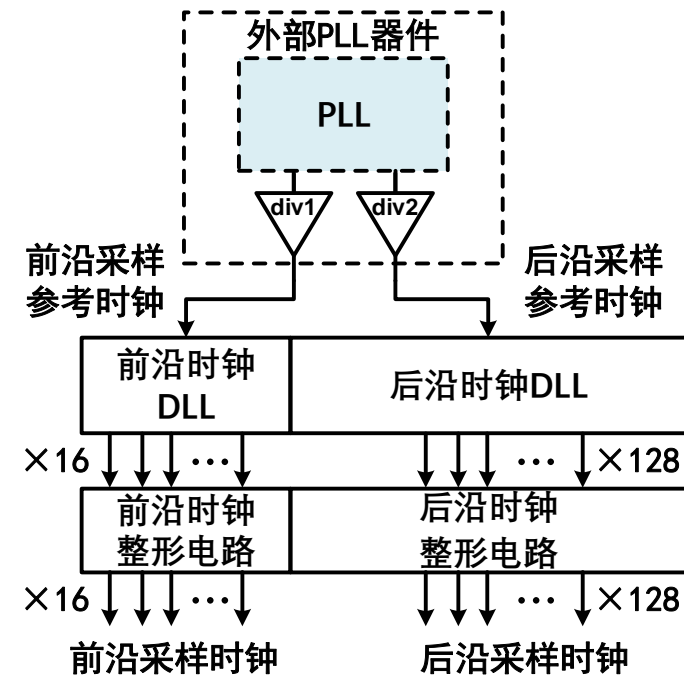 外部PLL器件
PLL
div1 div2
前沿采样
参考时钟
后沿采样
参考时钟
前沿时钟
DLL
后沿时钟DLL
×16 ··· ··· ×128
前沿时钟
整形电路
后沿时钟
整形电路
×16 ··· ··· ×128
前沿采样时钟 后沿采样时钟